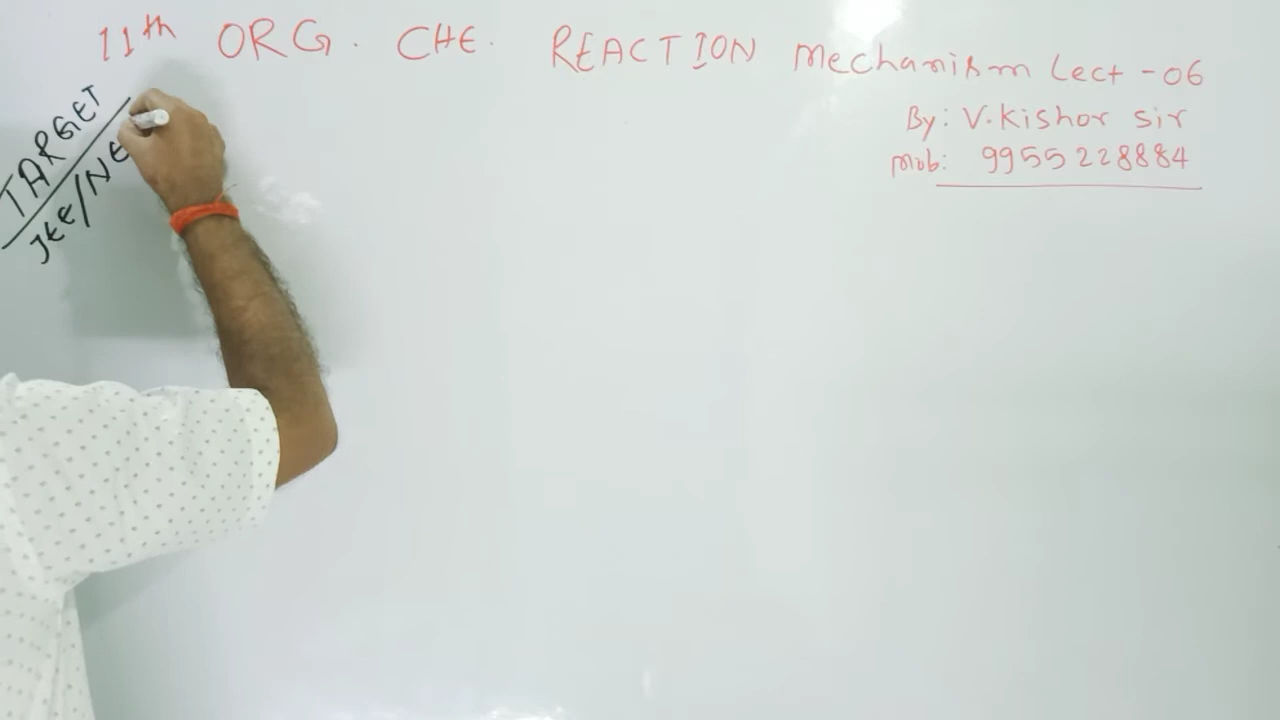 11th ORG. CHE. REACTION Mechanism Lect - 06
By: V.Kishor sir
Mob: 9955228884
TARGET
JEE/NE